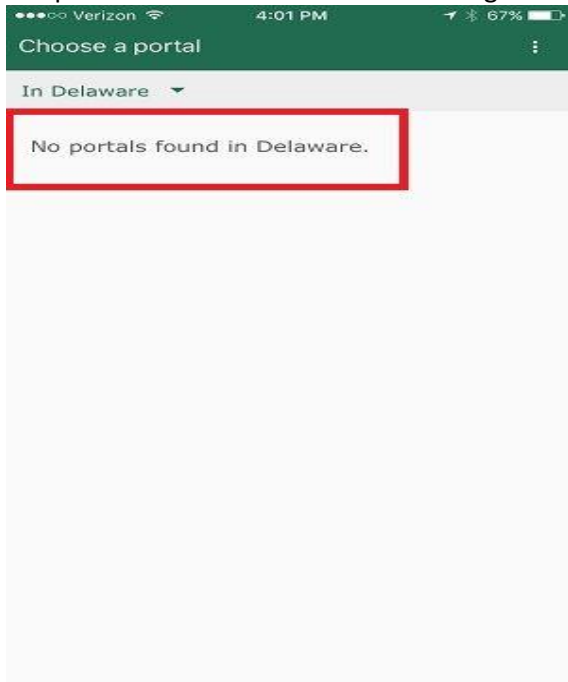 Verizon 4:01 PM 67%
Choose a portal
In Delaware
No portals found in Delaware.